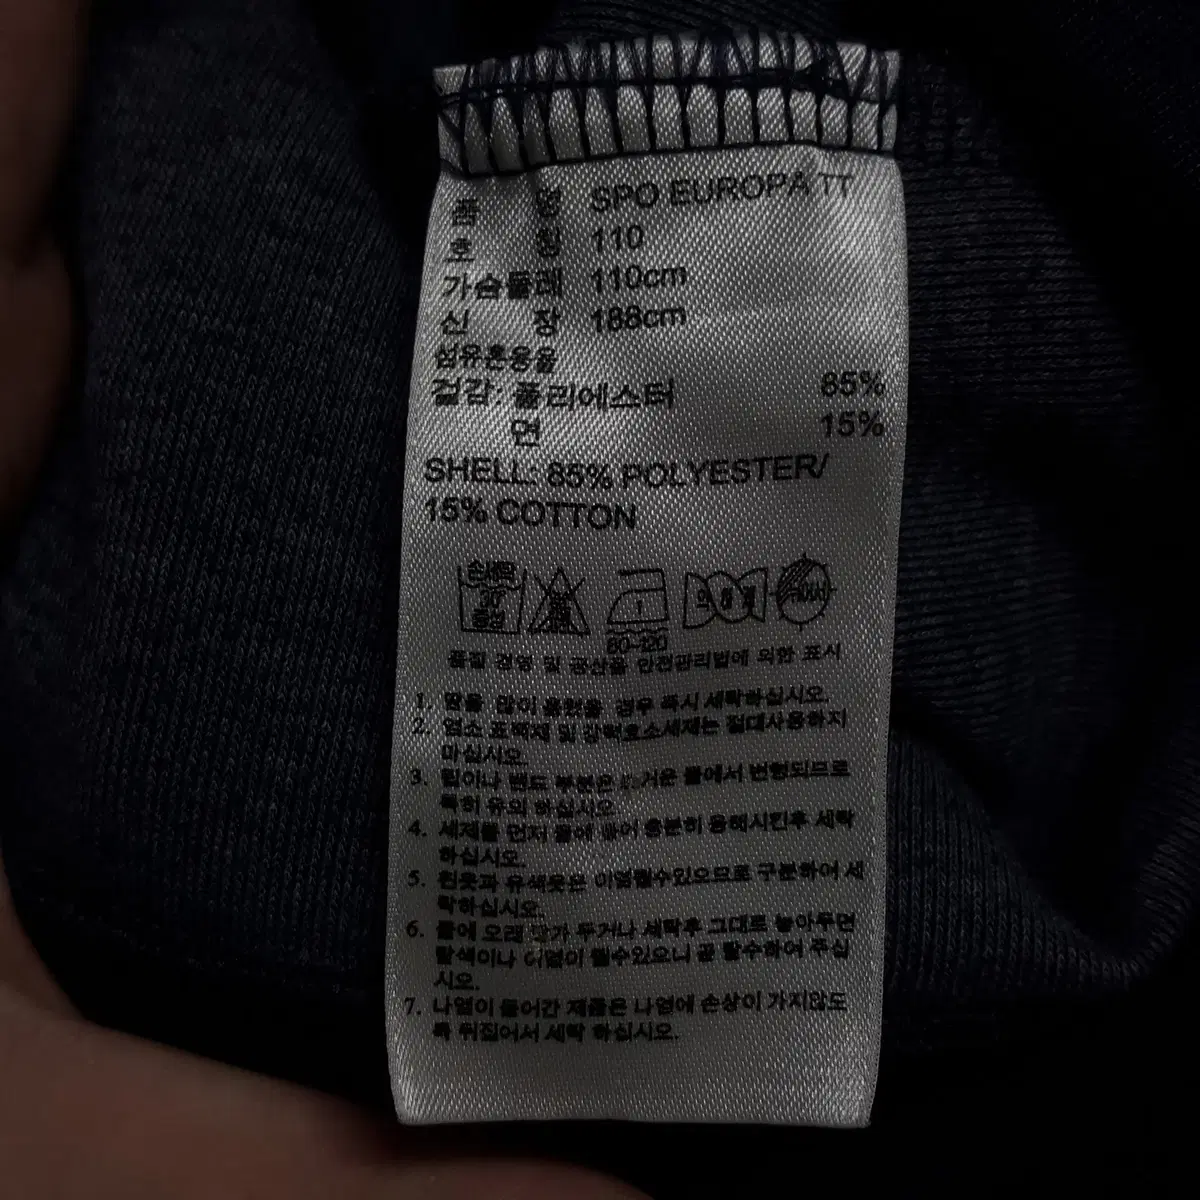 품 명 SPO EUROPA TT
호 칭 110
가슴둘레 110cm
신 장 188cm
섬유혼용율
겉감: 폴리에스터 85%
면 15%
SHELL: 85% POLYESTER/
15% COTTON
손세탁
중성
80~120
품질 경영 및 공산품 안전관리법에 의한 표시
1. 땀을 많이 흘렸을 경우 즉시 세탁하십시오.
2. 염소 표백제 및 강력효소세제는 절대사용하지
마십시오.
3. 림이나 밴드 부분은 뜨거운 물에서 변형되므로
특히 유의 하십시오.
4. 세제를 먼저 물에 풀어 충분히 용해시킨후 세탁
하십시오.
5. 흰옷과 유색옷은 이염될수있으므로 구분하여 세
탁하십시오.
6. 물에 오래 담가 두거나 세탁후 그대로 놓아두면
탈색이나 이염이 될수있으니 곧 탈수하여 주십
시오.
7. 나염이 들어간 제품은 나염에 손상이 가지않도
록 뒤집어서 세탁 하십시오.